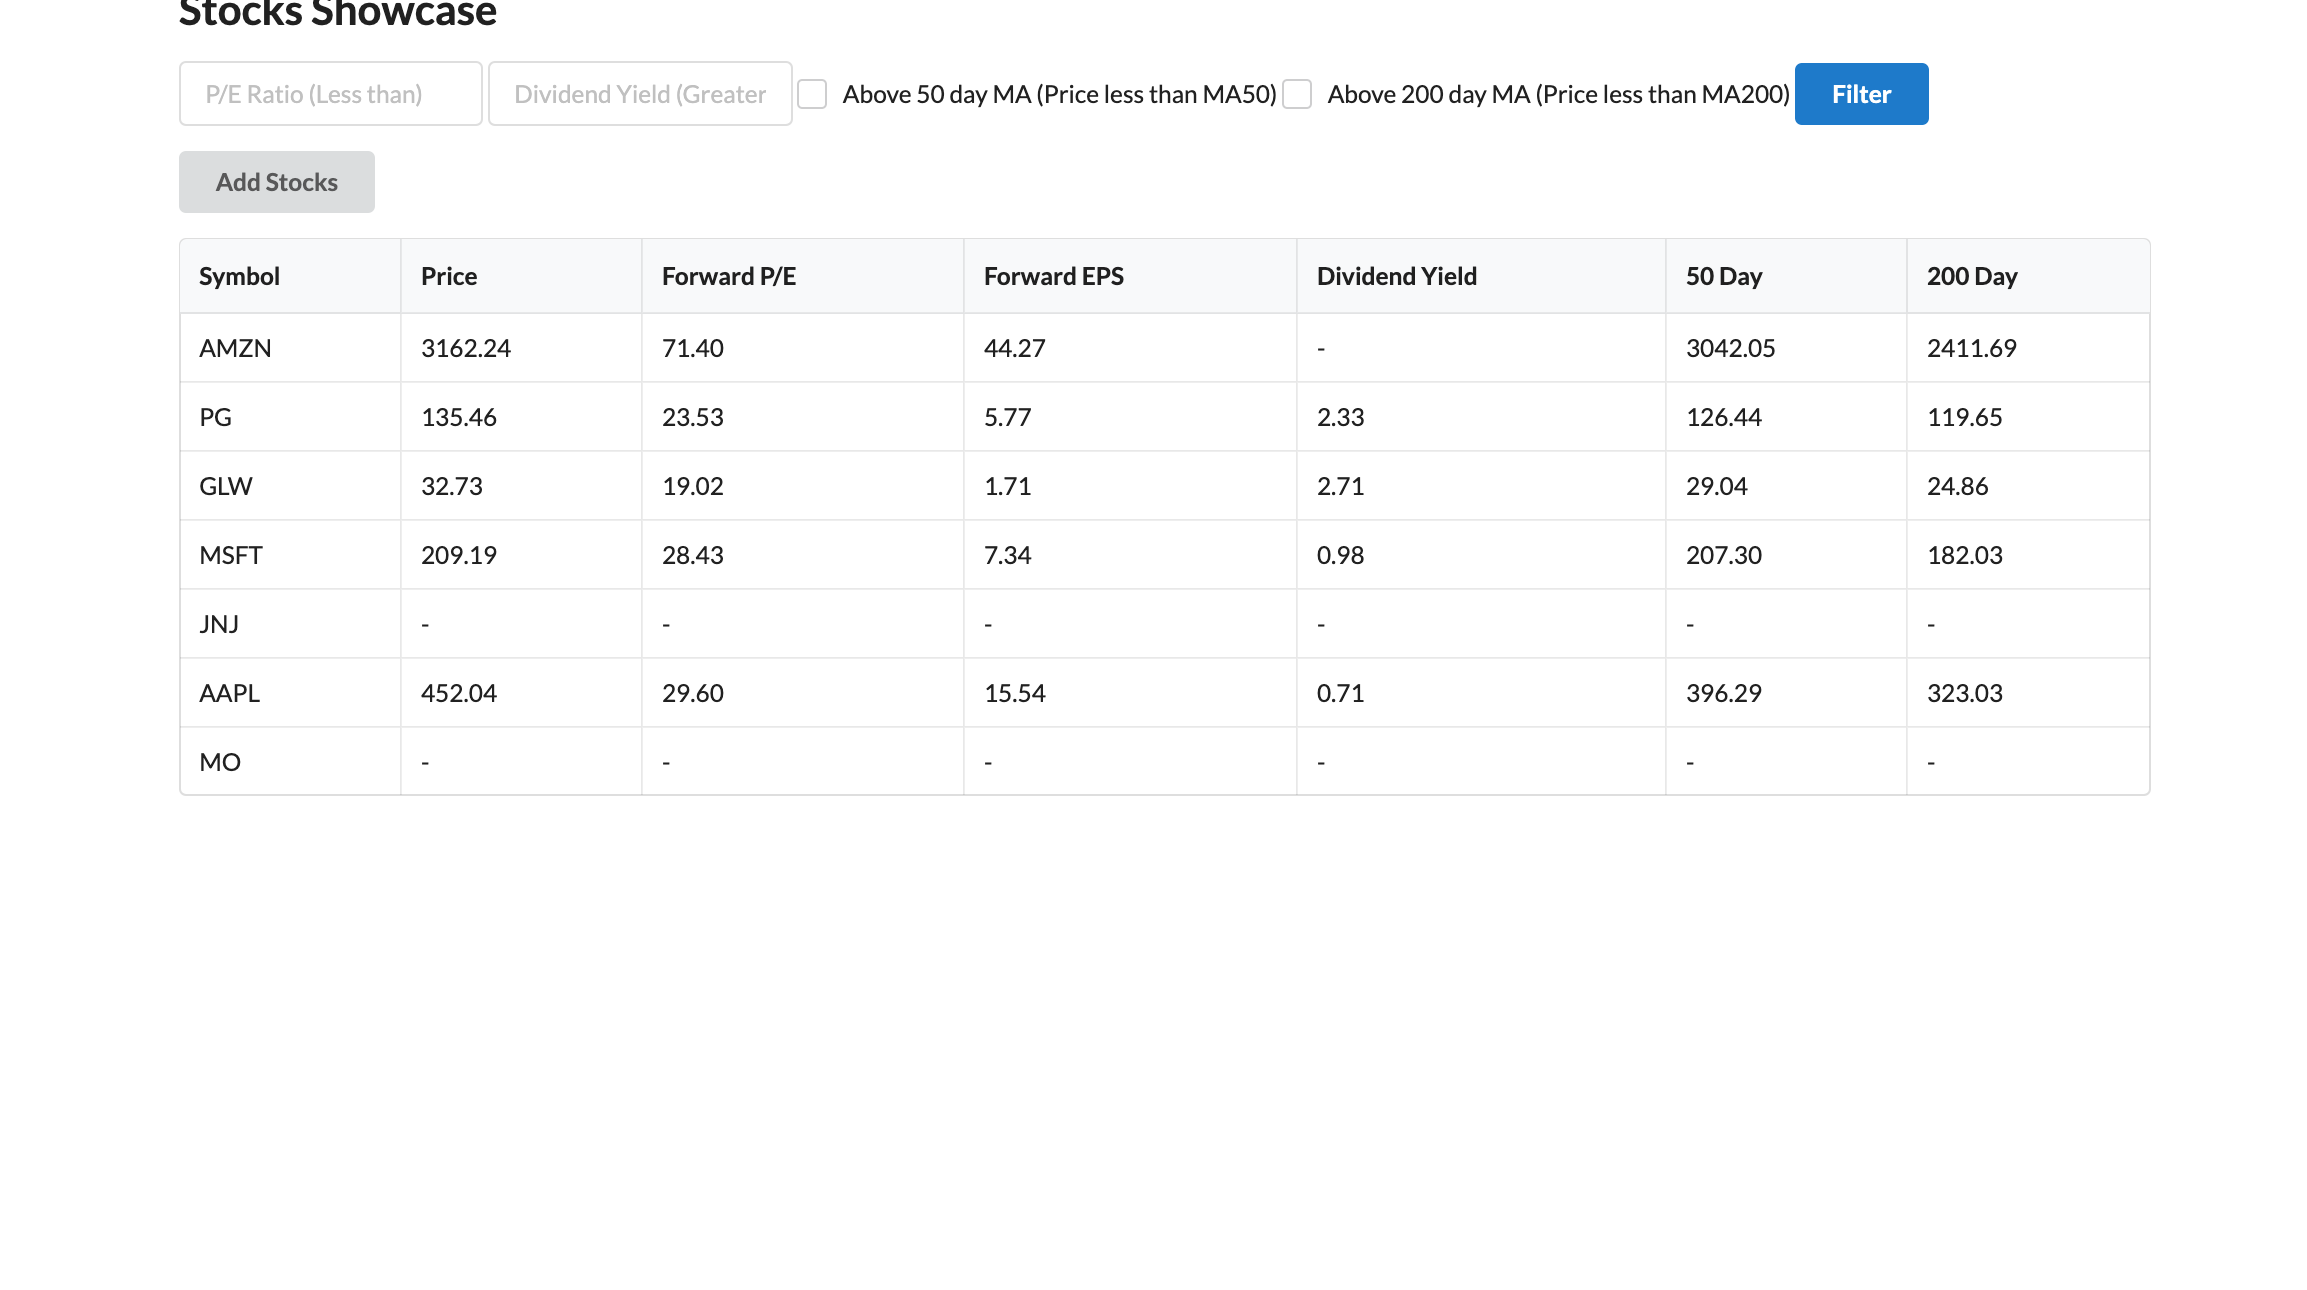 Stocks Showcase
P/E Ratio (Less than) Dividend Yield (Greater Above 50 day MA (Price less than MA50) Above 200 day MA (Price less than MA200) Filter
Add Stocks
Symbol Price Forward P/E Forward EPS Dividend Yield 50 Day 200 Day
AMZN 3162.24 71.40 44.27 - 3042.05 2411.69
PG 135.46 23.53 5.77 2.33 126.44 119.65
GLW 32.73 19.02 1.71 2.71 29.04 24.86
MSFT 209.19 28.43 7.34 0.98 207.30 182.03
JNJ - - - - - -
AAPL 452.04 29.60 15.54 0.71 396.29 323.03
MO - - - - - -